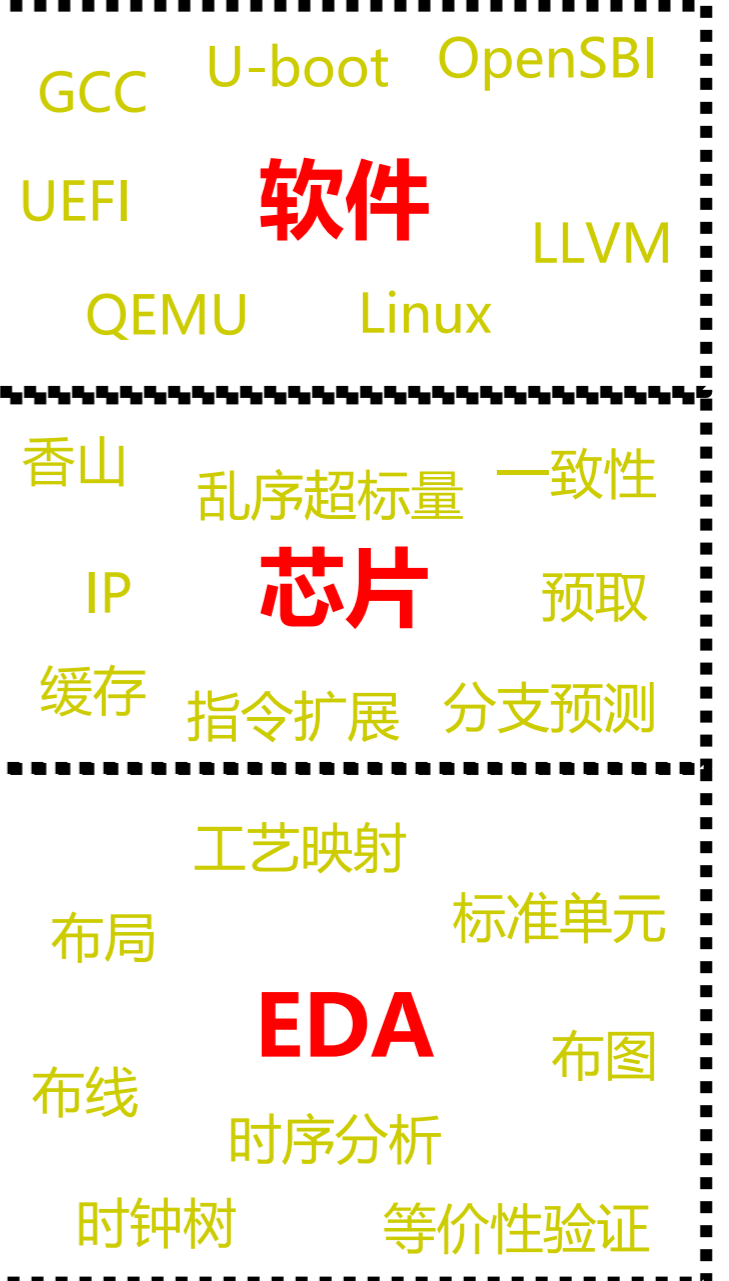 GCC
U-boot
OpenSBI
UEFI
软件
LLVM
QEMU
Linux
香山
乱序超标量
一致性
IP
芯片
预取
缓存
指令扩展
分支预测
工艺映射
布局
标准单元
EDA
布图
布线
时序分析
时钟树
等价性验证